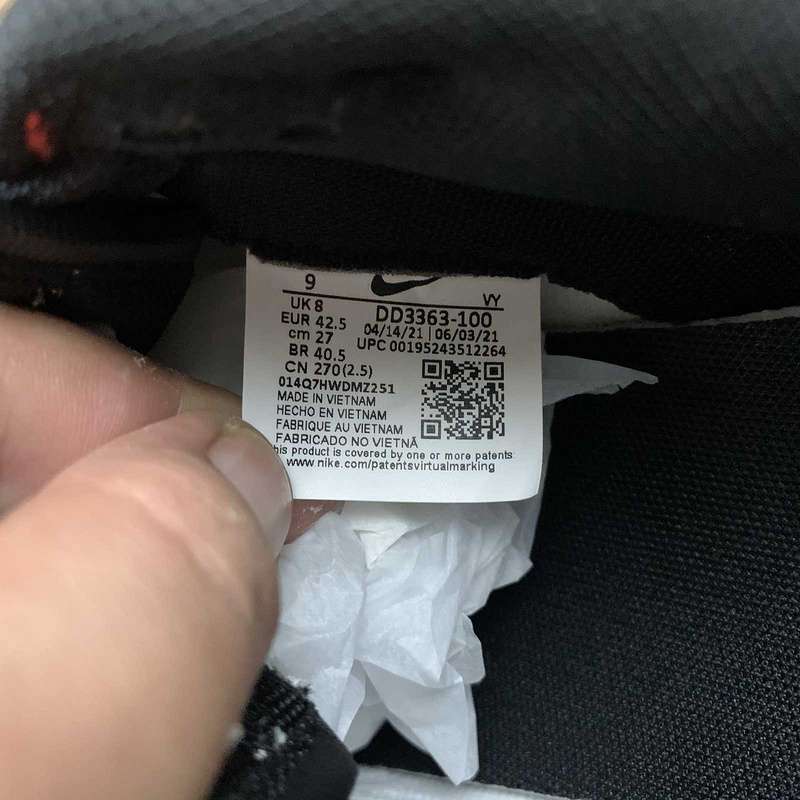 9
UK 8
EUR 42.5
cm 27
BR 40.5
CN 270(2.5)
VY
DD3363-100
04/14/21 | 06/03/21
UPC 00195243512264
014Q7HWDMZ251
MADE IN VIETNAM
HECHO EN VIETNAM
FABRIQUE AU VIETNAM
FABRICADO NO VIETNÃ
his product is covered by one or more patents:
www.nike.com/patentsvirtualmarking